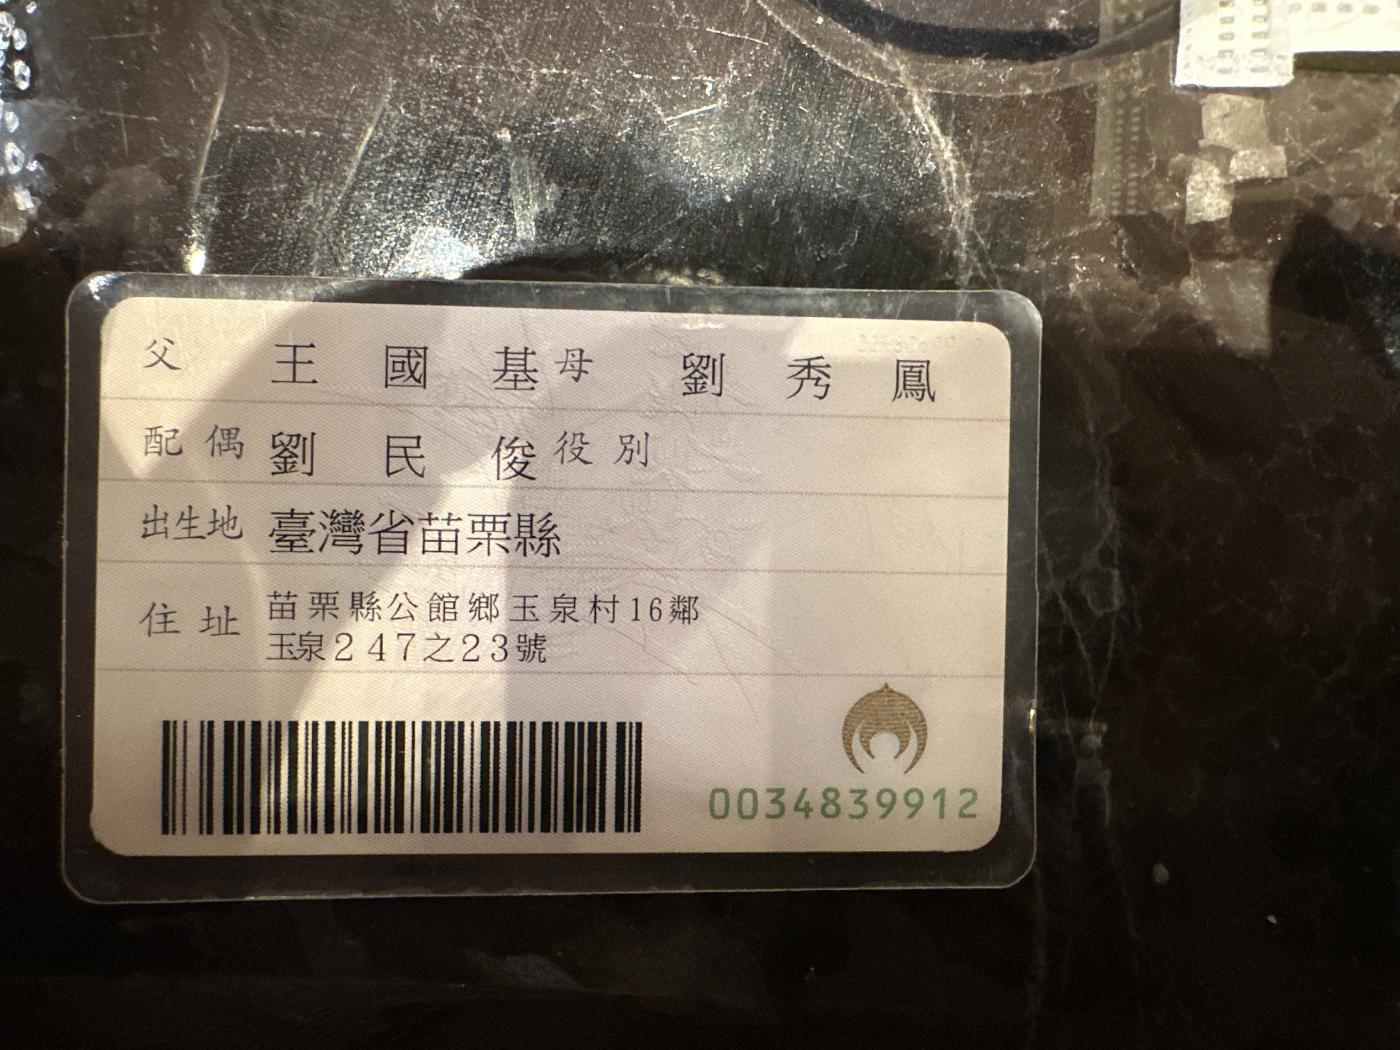 父 王國基 母 劉秀鳳
配偶 劉民俊 役別
出生地 臺灣省苗栗縣
住址 苗栗縣公館鄉玉泉村16鄰
玉泉247之23號
0034839912